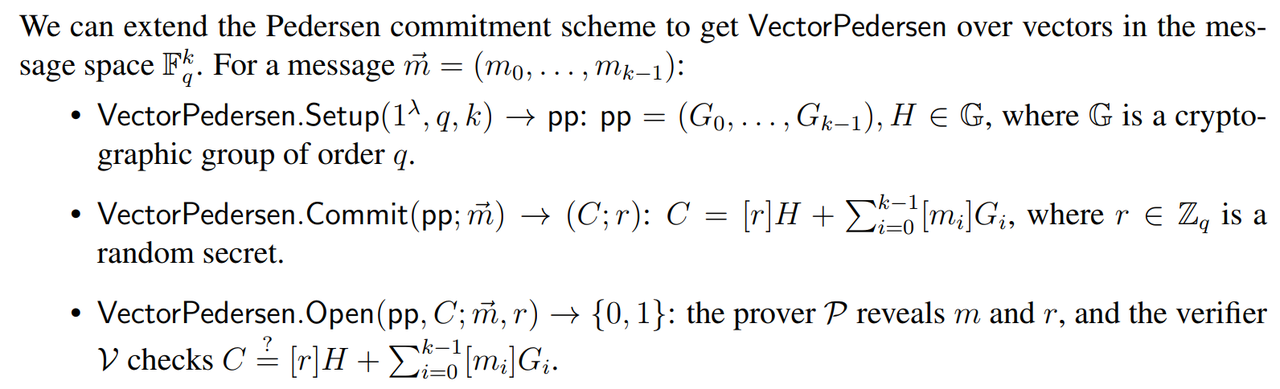 We can extend the Pedersen commitment scheme to get VectorPedersen over vectors in the mes-
sage space 𝔽_q^k. For a message m⃗ = (m_0, . . . , m_{k−1}):
• VectorPedersen.Setup(1^λ, q, k) → pp: pp = (G_0, . . . , G_{k−1}), H ∈ 𝔾, where 𝔾 is a crypto-
graphic group of order q.
• VectorPedersen.Commit(pp; m⃗) → (C; r): C = [r]H + ∑_{i=0}^{k−1}[m_i]G_i, where r ∈ ℤ_q is a
random secret.
• VectorPedersen.Open(pp, C; m⃗, r) → {0, 1}: the prover 𝒫 reveals m and r, and the verifier
𝒱 checks C ≟ [r]H + ∑_{i=0}^{k−1}[m_i]G_i.